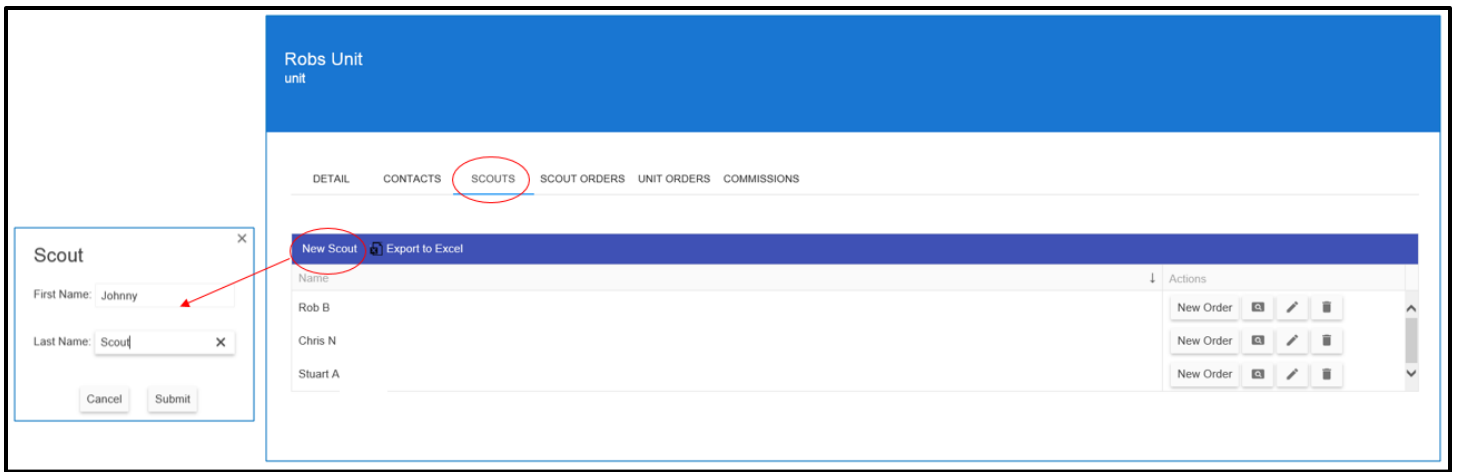 Robs Unit
unit
DETAIL CONTACTS SCOUTS SCOUT ORDERS UNIT ORDERS COMMISSIONS
New Scout Export to Excel
Name Actions
Rob B New Order
Chris N New Order
Stuart A New Order
Scout
First Name: Johnny
Last Name: Scout
Cancel Submit